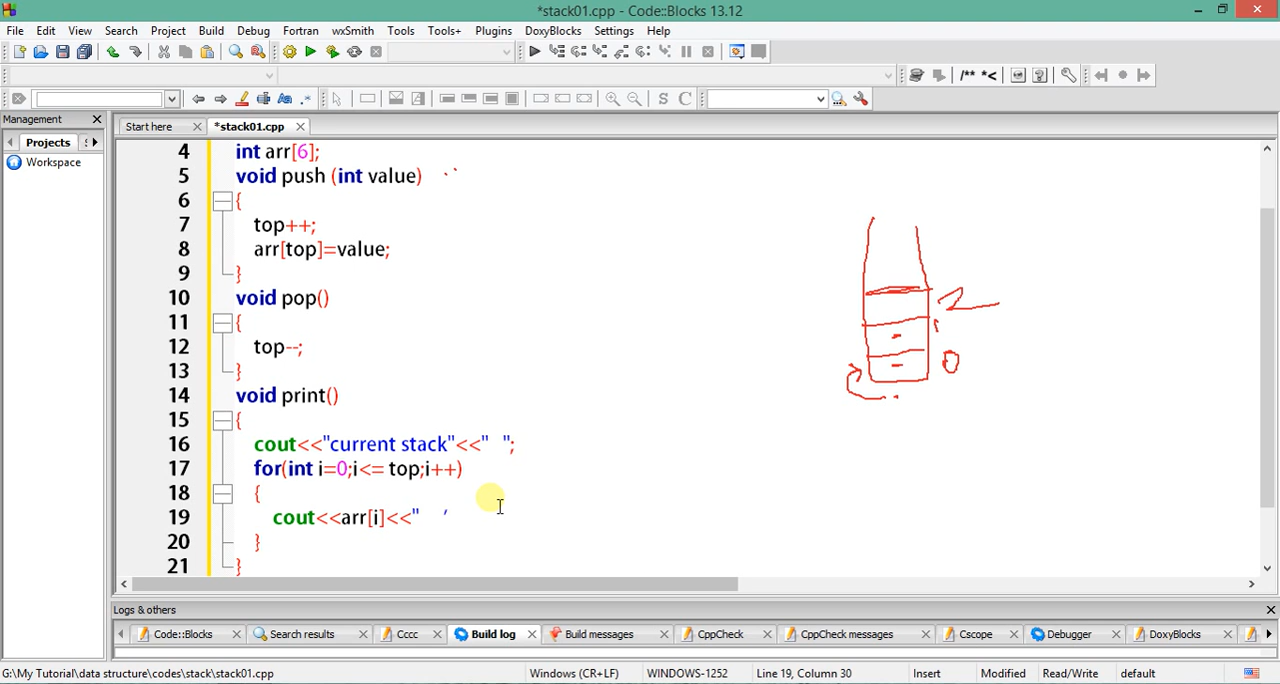 *stack01.cpp - Code::Blocks 13.12
File Edit View Search Project Build Debug Fortran wxSmith Tools Tools+ Plugins DoxyBlocks Settings Help
/** *<
.* S C
Management
Projects
Workspace
Start here *stack01.cpp
4 int arr[6];
5 void push (int value) ``
6 {
7 top++;
8 arr[top]=value;
9 }
10 void pop()
11 {
12 top--;
13 }
14 void print()
15 {
16 cout<<"current stack"<<" ";
17 for(int i=0;i<= top;i++)
18 {
19 cout<<arr[i]<<" '
20 }
21 }
2
1
0
Logs & others
Code::Blocks Search results Cccc Build log Build messages CppCheck CppCheck messages Cscope Debugger DoxyBlocks
G:\My Tutorial\data structure\codes\stack\stack01.cpp Windows (CR+LF) WINDOWS-1252 Line 19, Column 30 Insert Modified Read/Write default